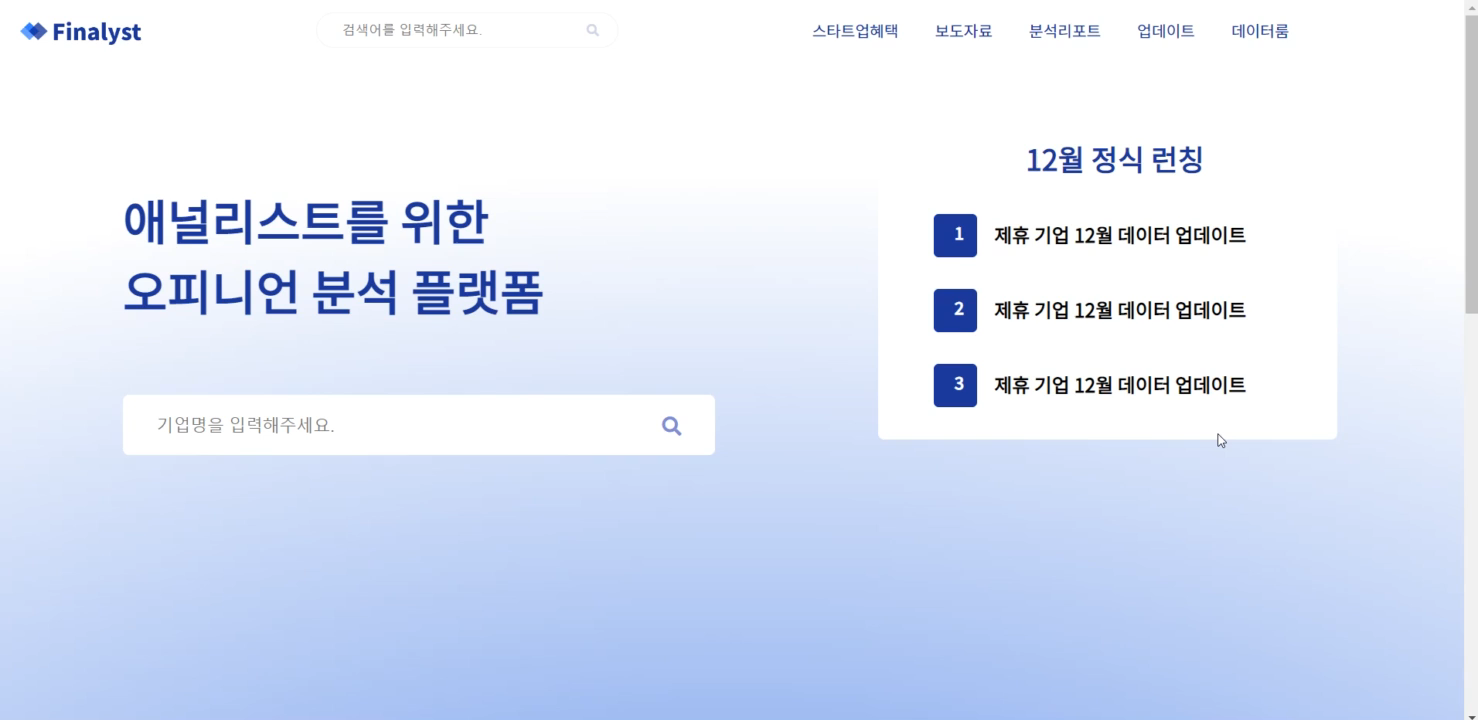 Finalyst
검색어를 입력해주세요.
스타트업혜택 보도자료 분석리포트 업데이트 데이터룸
애널리스트를 위한
오피니언 분석 플랫폼
기업명을 입력해주세요.
12월 정식 런칭
1 제휴 기업 12월 데이터 업데이트
2 제휴 기업 12월 데이터 업데이트
3 제휴 기업 12월 데이터 업데이트